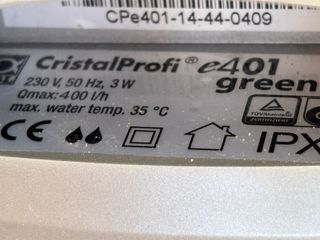 CPe401-14-44-0409
CristalProfi® e401
green
230 V, 50 Hz, 3W
Qmax: 400 l/h
max. water temp. 35 °C
CE
IPX